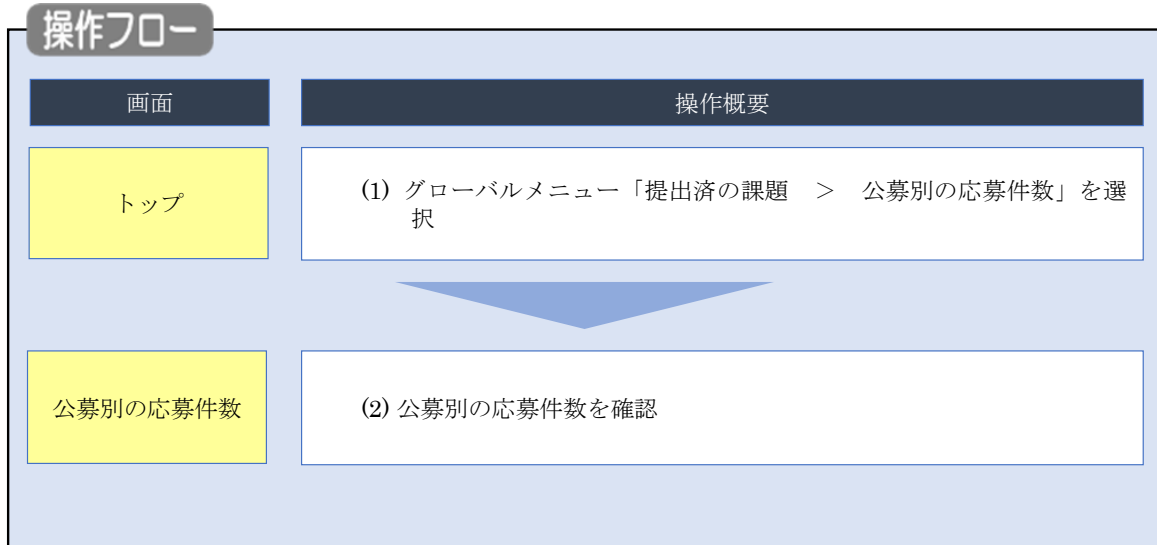 操作フロー
画面
操作概要
トップ
(1) グローバルメニュー「提出済の課題　＞　公募別の応募件数」を選
択
公募別の応募件数
(2) 公募別の応募件数を確認